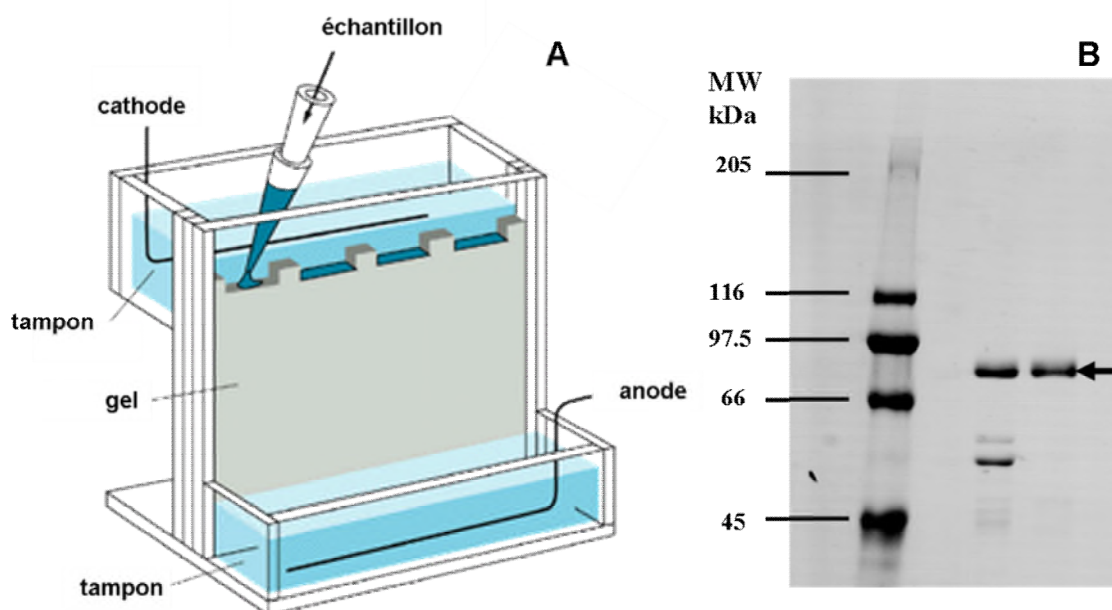 échantillon
A
cathode
tampon
gel
anode
tampon
B
MW
kDa
205
116
97.5
66
45